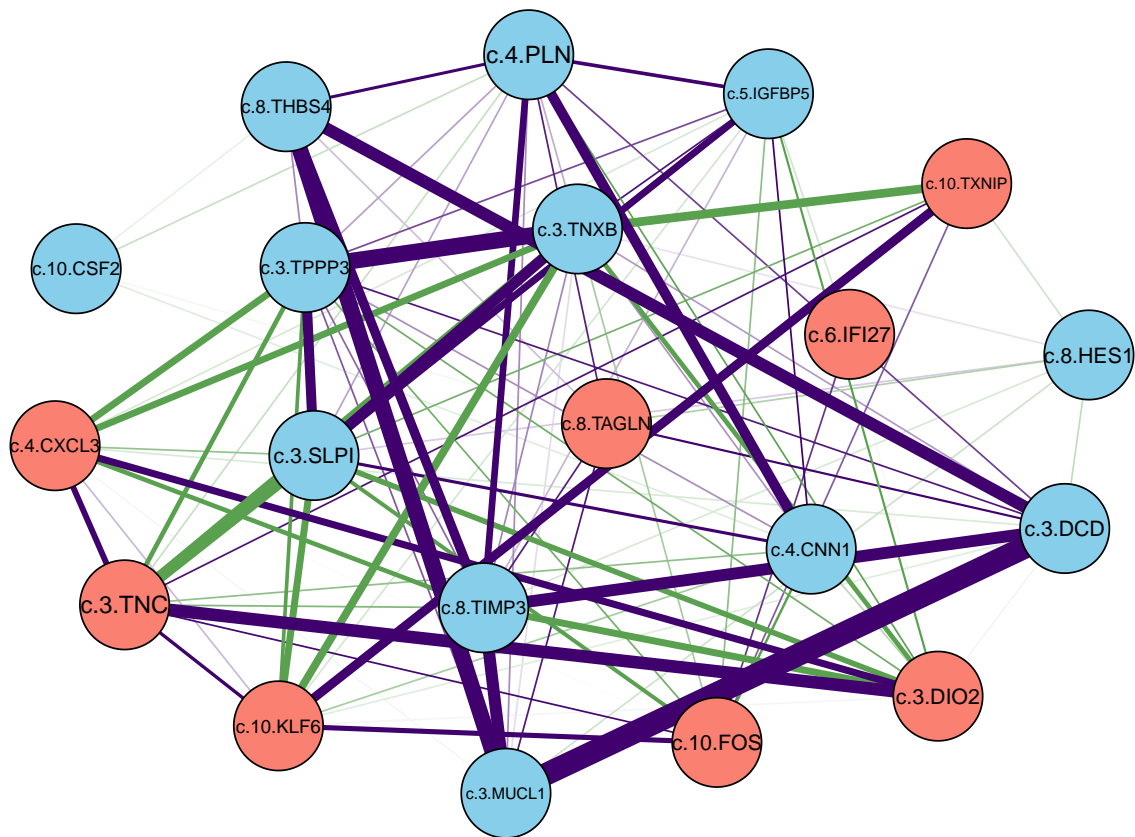 c.4.PLN
c.5.IGFBP5
c.8.THBS4
c.10.TXNIP
c.3.TNXB
c.10.CSF2
c.3.TPPP3
c.6.IFI27
c.8.HES1
c.8.TAGLN
c.4.CXCL3
c.3.SLPI
c.3.DCD
c.4.CNN1
c.3.TNC
c.8.TIMP3
c.3.DIO2
c.10.KLF6
c.10.FOS
c.3.MUCL1